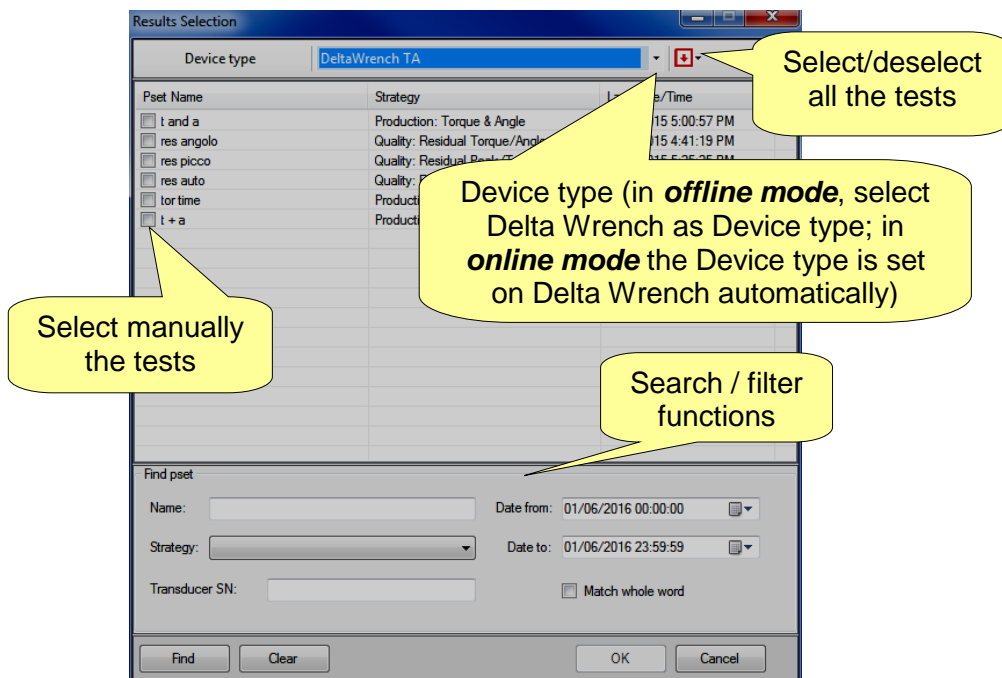 Results Selection
Device type DeltaWrench TA
Select/deselect
all the tests
Pset Name Strategy
t and a Production: Torque & Angle 15 5:00:57 PM
res angolo Quality: Residual Torque/Angle 15 4:41:19 PM
res picco Quality: Residual
res auto Quality:
tor time
t + a
Device type (in offline mode, select
Delta Wrench as Device type; in
online mode the Device type is set
on Delta Wrench automatically)
Select manually
the tests
Search / filter
functions
Find pset
Name: Date from: 01/06/2016 00:00:00
Strategy: Date to: 01/06/2016 23:59:59
Transducer SN: Match whole word
Find Clear OK Cancel